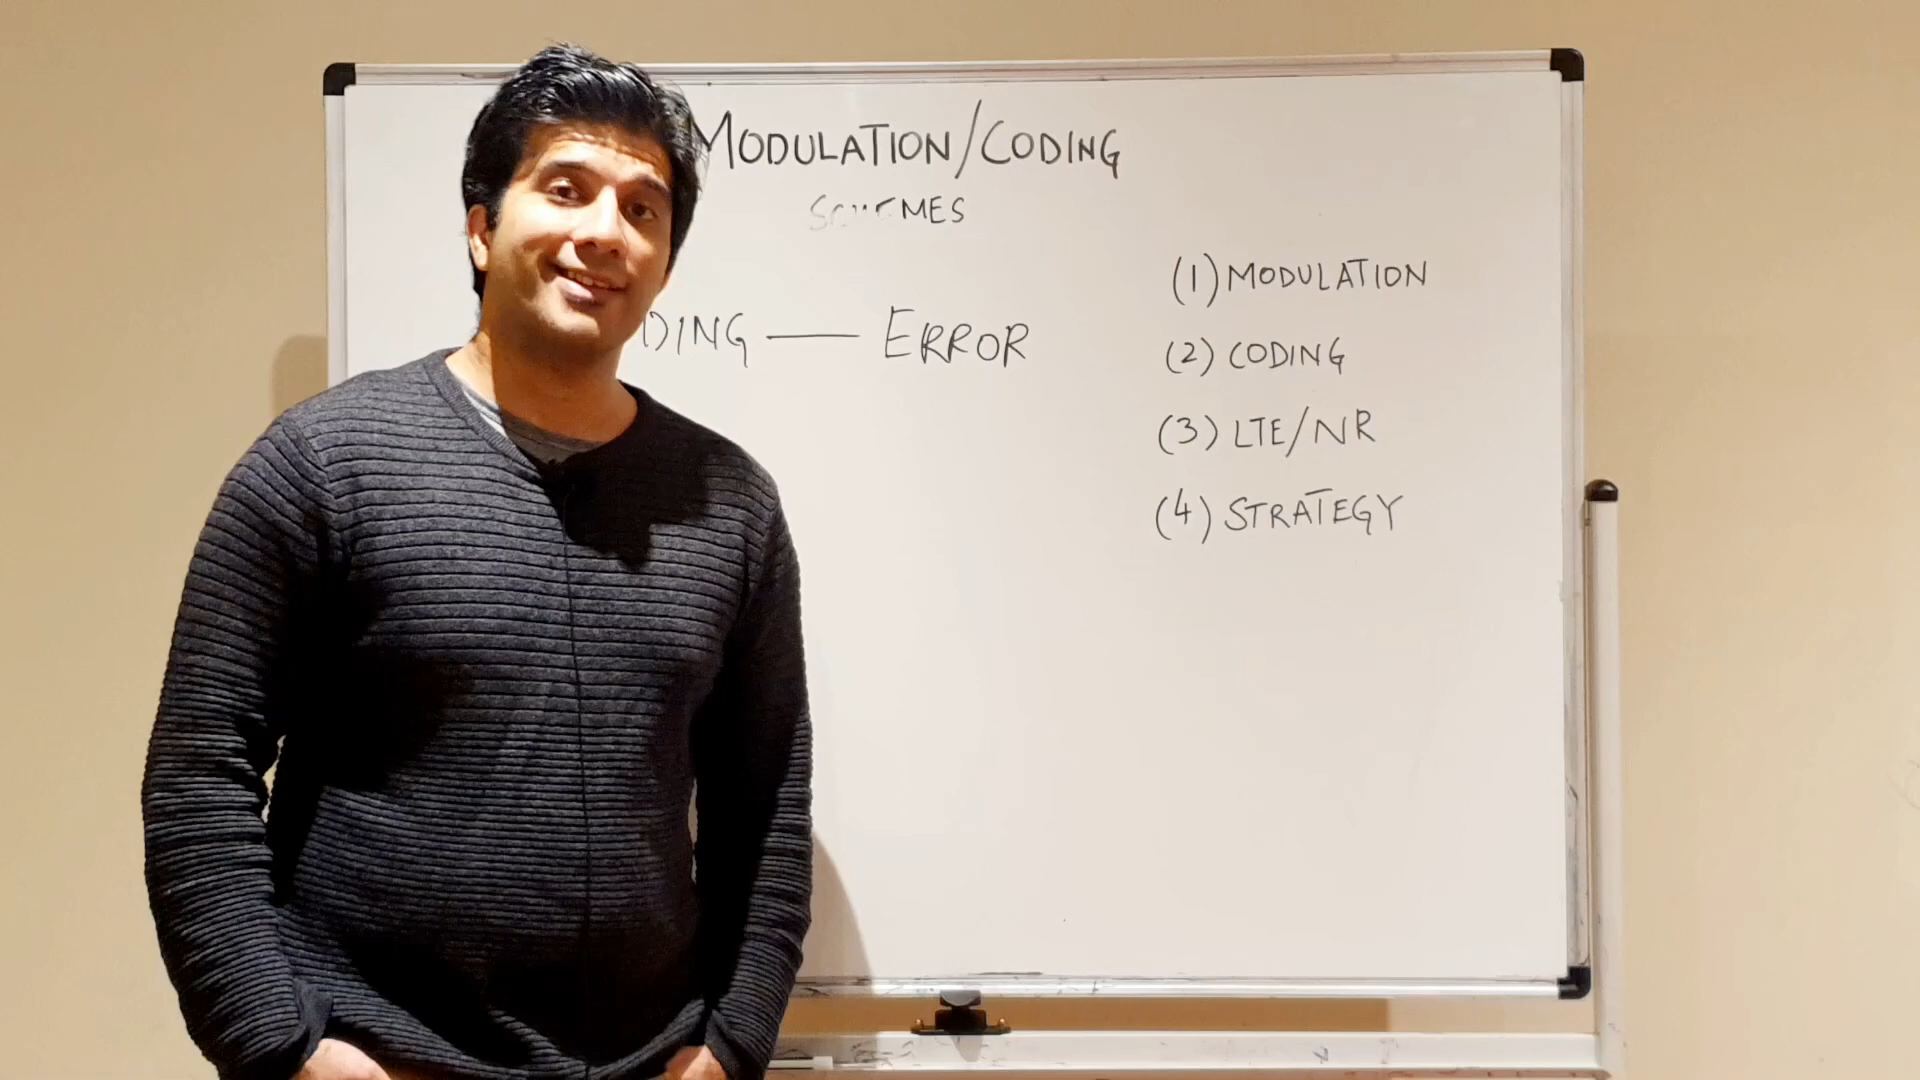 MODULATION/CODING
SCHEMES
DING — ERROR
(1) MODULATION
(2) CODING
(3) LTE/NR
(4) STRATEGY